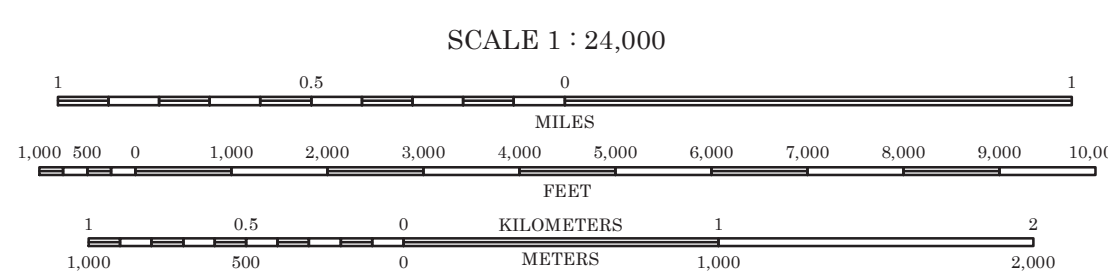 SCALE 1 : 24,000
1 0.5 0 1
MILES
1,000 500 0 1,000 2,000 3,000 4,000 5,000 6,000 7,000 8,000 9,000 10,00
FEET
1 0.5 0 KILOMETERS 1 2
1,000 500 0 METERS 1,000 2,000